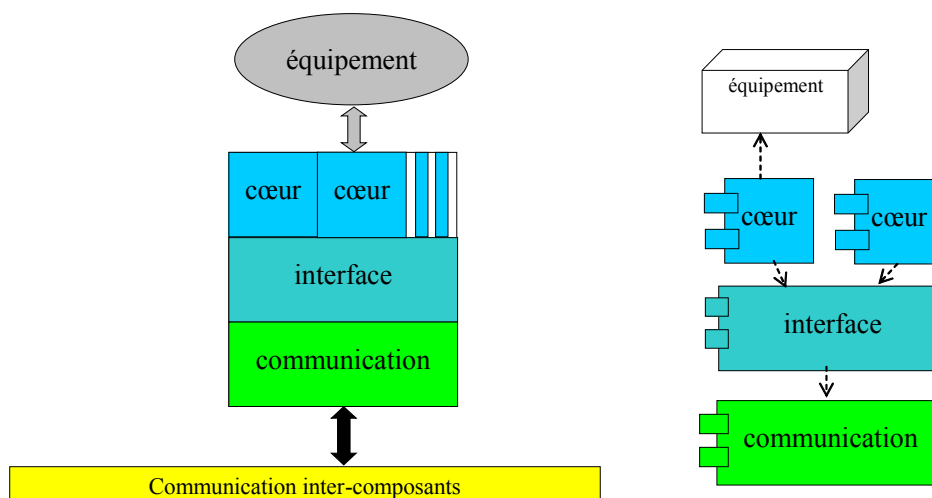 équipement
cœur
cœur
interface
communication
Communication inter-composants
équipement
cœur
cœur
interface
communication